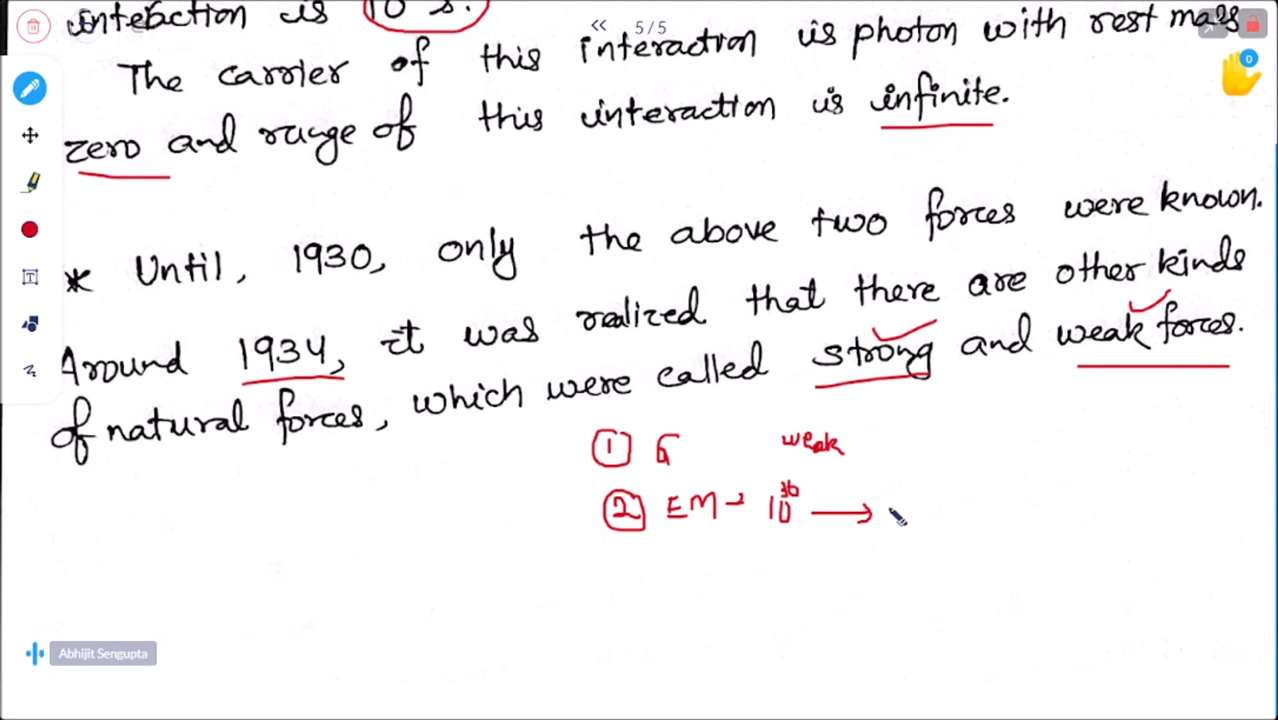 interaction is 10 s.
« 5/5
The carrier of this interaction is photon with rest mass
zero and range of this interaction is infinite.
2
* Until, 1930, only the above two forces were known.
Around 1934, it was realized that there are other kinds
of natural forces, which were called strong and weak forces.
① G weak
② EM → 10³⁶ →
Abhijit Sengupta